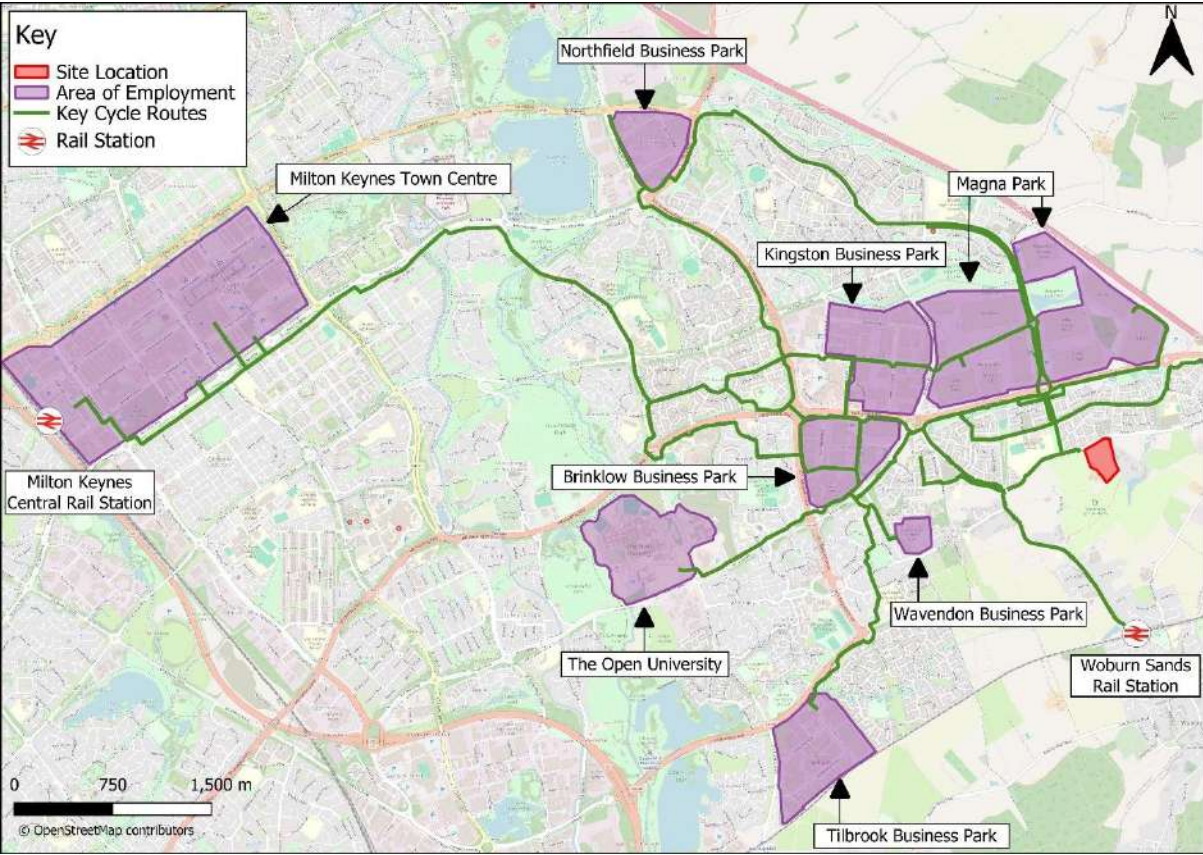 Key
Site Location
Area of Employment
Key Cycle Routes
Rail Station
N
Northfield Business Park
Milton Keynes Town Centre
Magna Park
Kingston Business Park
Milton Keynes
Central Rail Station
Brinklow Business Park
Wavendon Business Park
The Open University
Woburn Sands
Rail Station
Tilbrook Business Park
0 750 1,500 m
© OpenStreetMap contributors